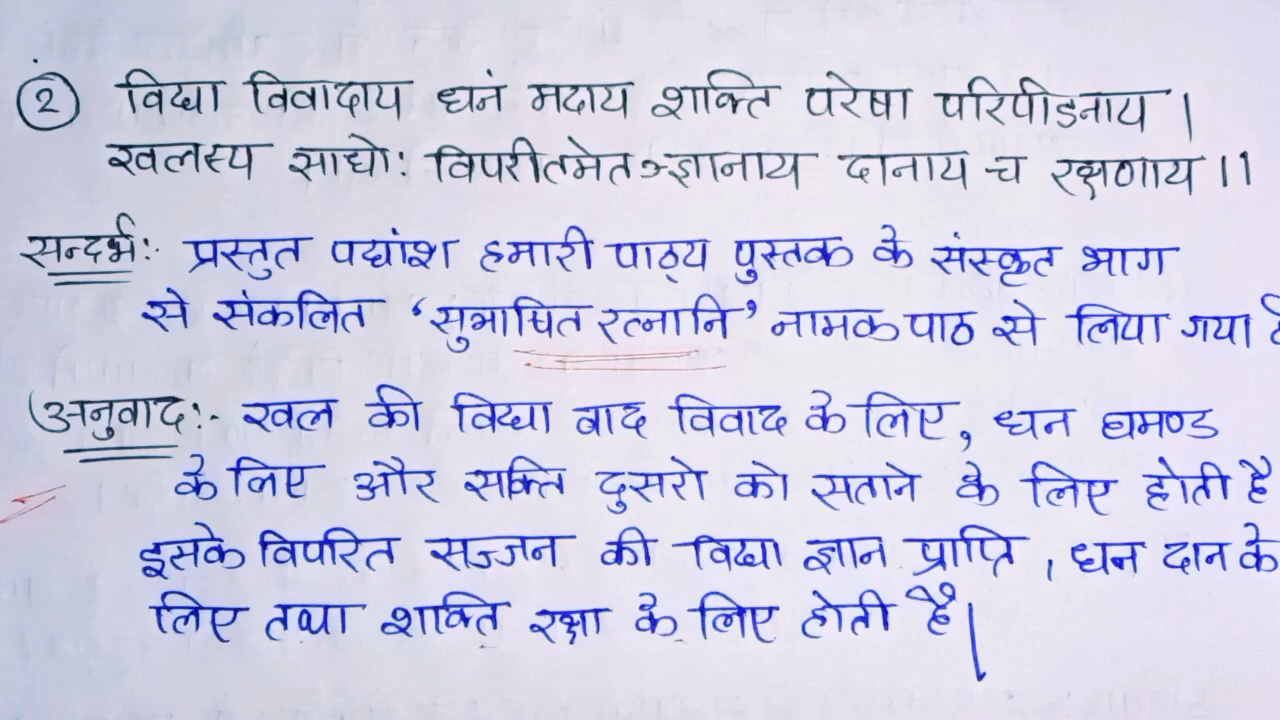 ② विद्या विवादाय धनं मदाय शक्ति परेषा परिपीडनाय |
खलस्य साधोः विपरीतमेतञ्ज्ञानाय दानाय च रक्षणाय ।।
सन्दर्भ:- प्रस्तुत पद्यांश हमारी पाठ्य पुस्तक के संस्कृत भाग
से संकलित ‘सुभाषित रत्नानि’ नामक पाठ से लिया गया
(अनुवाद:- खल की विद्या वाद विवाद के लिए, धन घमण्ड
के लिए और सक्ति दुसरो को सताने के लिए होती है
इसके विपरित सज्जन की विद्या ज्ञान प्राप्ति, धन दान के
लिए तथा शक्ति रक्षा के लिए होती है|